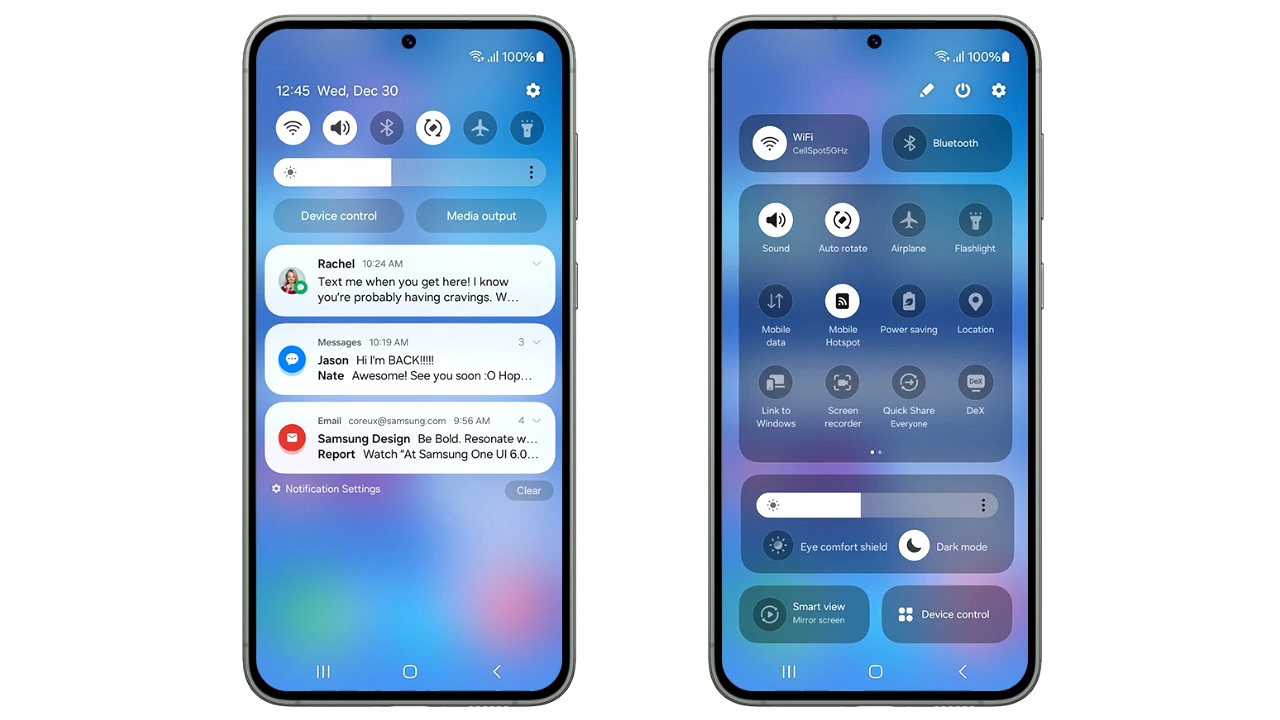 100%
12:45 Wed, Dec 30
Device control
Media output
Rachel 10:24 AM
Text me when you get here! I know
you're probably having cravings. W...
Messages 10:19 AM 3
Jason Hi I'm BACK!!!!!
Nate Awesome! See you soon :O Hop...
Email coreux@samsung.com 9:56 AM 4
Samsung Design Be Bold. Resonate w...
Report Watch “At Samsung One UI 6.0...
Notification Settings
Clear
100%
WiFi
CellSpot5GHz
Bluetooth
Sound
Auto rotate
Airplane
Flashlight
Mobile
data
Mobile
Hotspot
Power saving
Location
Link to
Windows
Screen
recorder
Quick Share
Everyone
DeX
DeX
Eye comfort shield
Dark mode
Smart view
Mirror screen
Device control